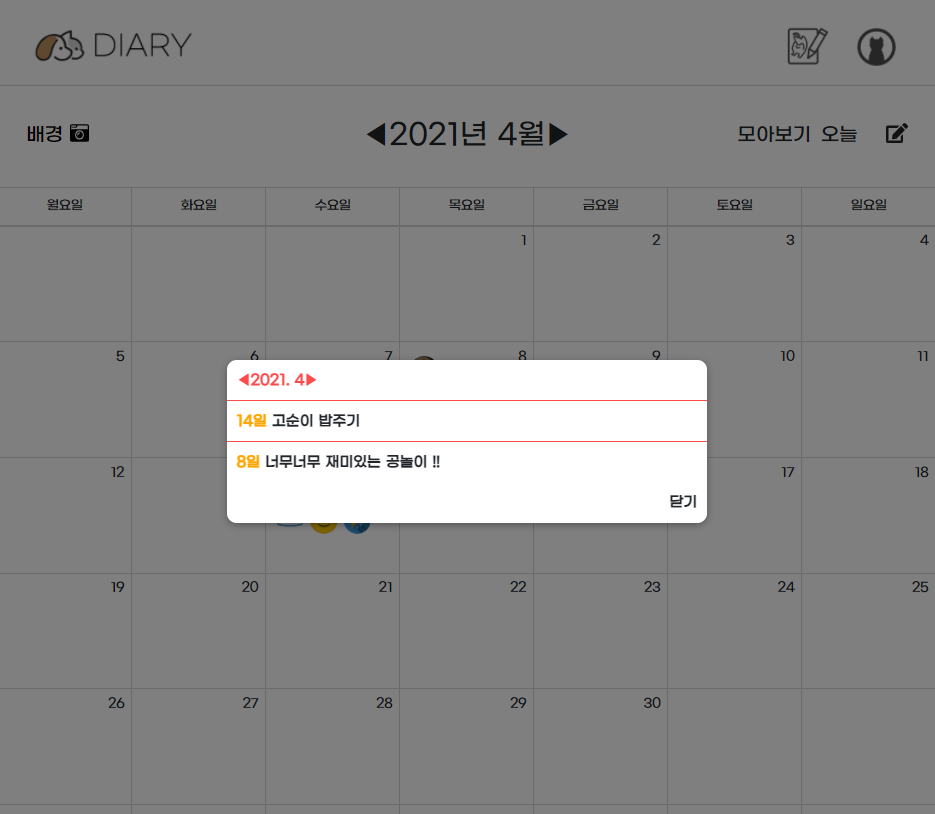 DIARY
배경
◀2021년 4월▶
모아보기 오늘
월요일 화요일 수요일 목요일 금요일 토요일 일요일
1 2 3 4
5 6 7 8 9 10 11
◀2021. 4▶
14일 고순이 밥주기
8일 너무너무 재미있는 공놀이 !!
닫기
12 17 18
19 20 21 22 23 24 25
26 27 28 29 30